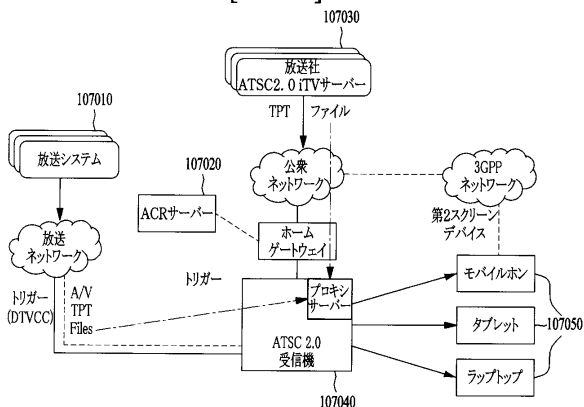 107030
放送社
ATSC2.0 iTVサーバー
107010
TPT ファイル
放送システム
公衆
ネットワーク
3GPP
ネットワーク
107020
ACRサーバー
第2スクリーン
デバイス
ホーム
ゲートウェイ
放送
ネットワーク
トリガー
モバイルホン
プロキシ
サーバー
トリガー
(DTVCC)
A/V
TPT
Files
タブレット
107050
ATSC 2.0
受信機
ラップトップ
107040